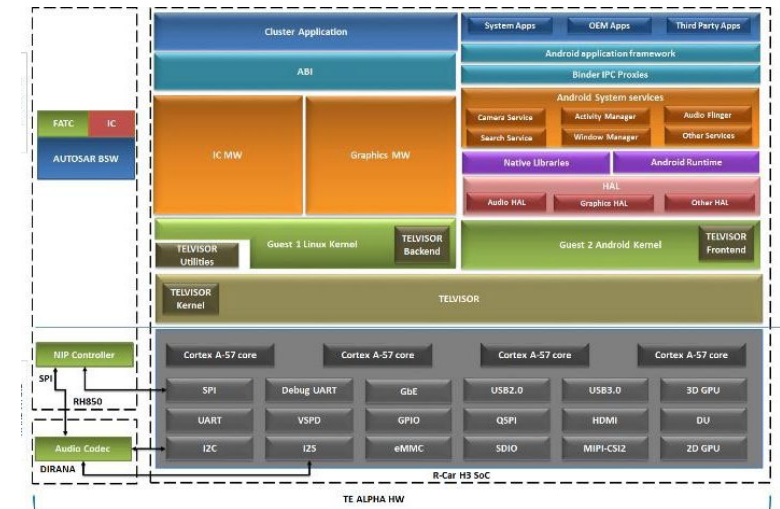 Cluster Application
System Apps
OEM Apps
Third Party Apps
Android application framework
ABI
Binder IPC Proxies
Android System services
FATC
IC
Camera Service
Activity Manager
Audio Flinger
Search Service
Window Manager
Other Services
AUTOSAR BSW
IC MW
Graphics MW
Native Libraries
Android Runtime
HAL
Audio HAL
Graphics HAL
Other HAL
TELVISOR
Utilities
Guest 1 Linux Kernel
TELVISOR
Backend
Guest 2 Android Kernel
TELVISOR
Frontend
TELVISOR
Kernel
TELVISOR
NIP Controller
Cortex A-57 core
Cortex A-57 core
Cortex A-57 core
Cortex A-57 core
SPI
RH850
SPI
Debug UART
GbE
USB2.0
USB3.0
3D GPU
UART
VSPD
GPIO
QSPI
HDMI
DU
Audio Codec
I2C
I2S
eMMC
SDIO
MIPI-CSI2
2D GPU
DIRANA
R-Car H3 SoC
TE ALPHA HW